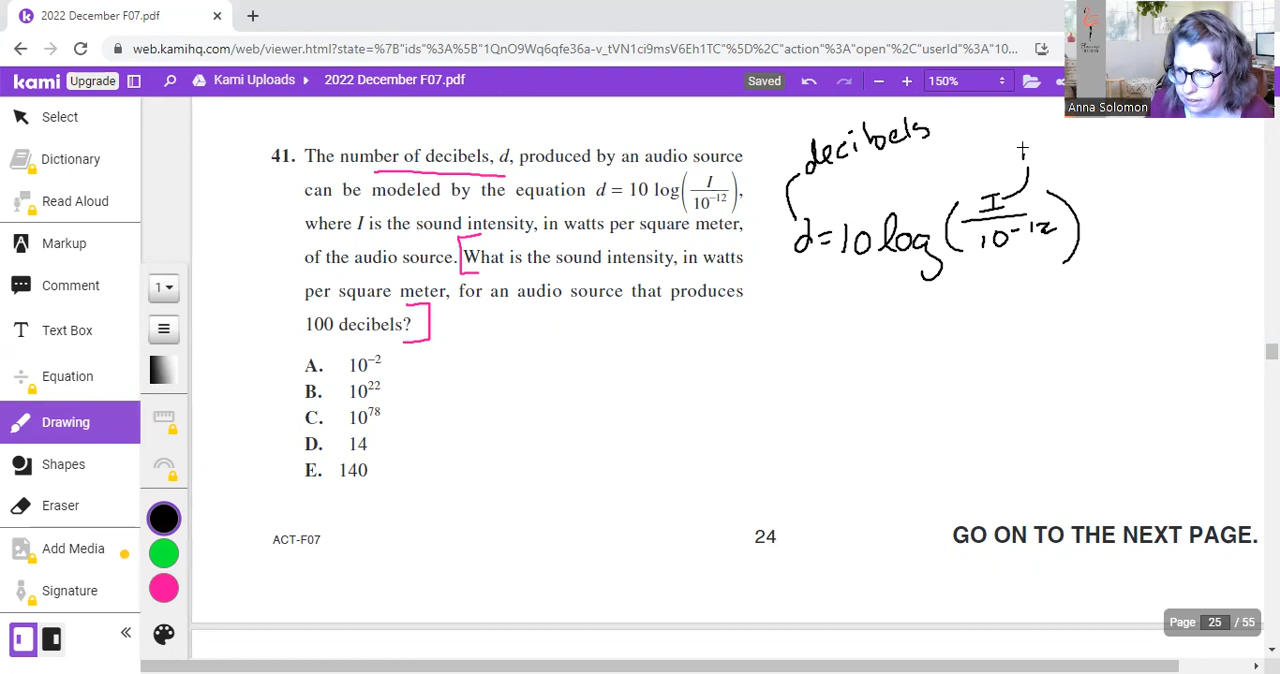 2022 December F07.pdf
web.kamihq.com/web/viewer.html?state=%7B"ids"%3A%5B"1QnO9Wq6qfe36a-v_tVN1ci9msV6Eh1TC"%5D%2C"action"%3A"open"%2C"userId"%3A"10...
kami Upgrade Kami Uploads 2022 December F07.pdf Saved 150%
Anna Solomon
Select
Dictionary
Read Aloud
Markup
Comment
Text Box
Equation
Drawing
Shapes
Eraser
Add Media
Signature
1
41. The number of decibels, d, produced by an audio source
can be modeled by the equation d = 10 log(I/10⁻¹²),
where I is the sound intensity, in watts per square meter,
of the audio source. What is the sound intensity, in watts
per square meter, for an audio source that produces
100 decibels?
A. 10⁻²
B. 10²²
C. 10⁷⁸
D. 14
E. 140
decibels
d=10log(I/10⁻¹²)
ACT-F07 24 GO ON TO THE NEXT PAGE.
Page 25 / 55